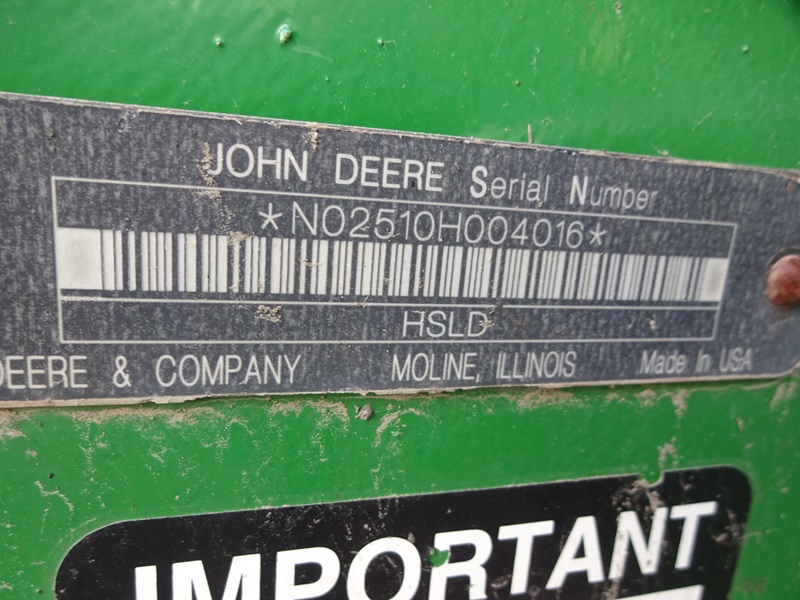 JOHN DEERE Serial Number
*N02510H004016*
HSLD
DEERE & COMPANY MOLINE, ILLINOIS Made In USA
IMPORTANT